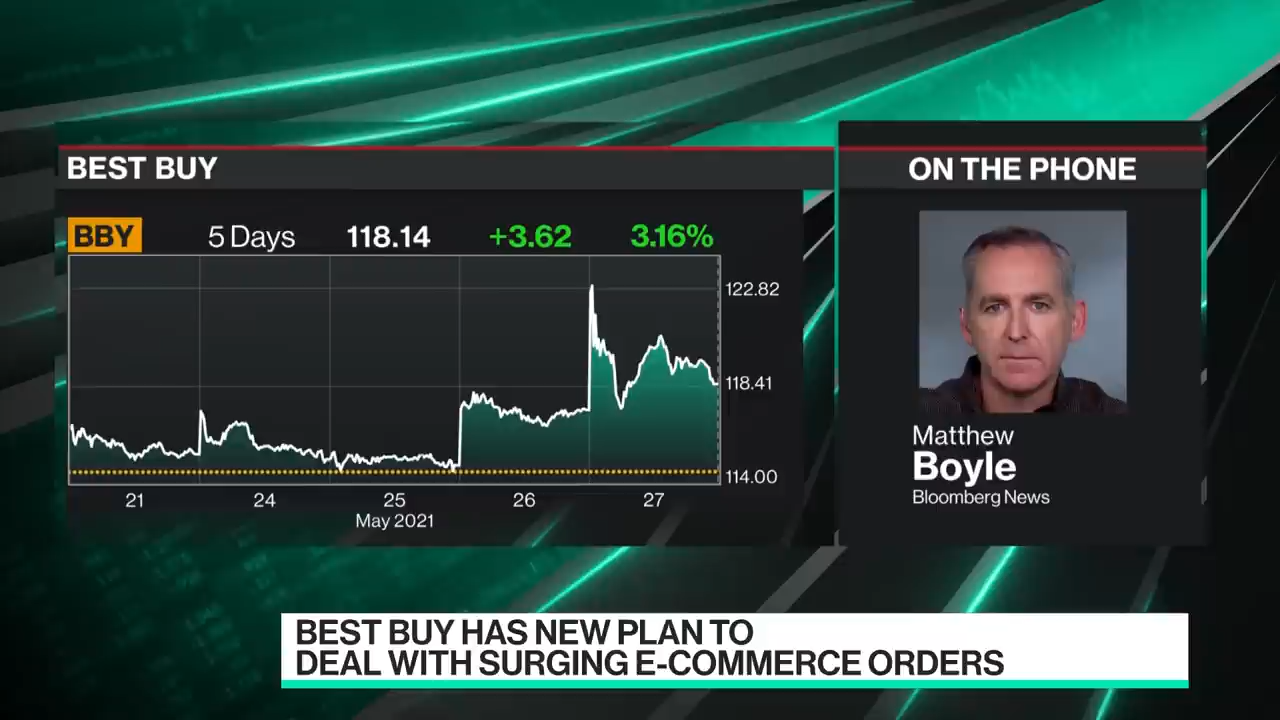 BEST BUY
BBY 5 Days 118.14 +3.62 3.16%
122.82
118.41
114.00
21 24 25 26 27
May 2021
ON THE PHONE
Matthew
Boyle
Bloomberg News
BEST BUY HAS NEW PLAN TO
DEAL WITH SURGING E-COMMERCE ORDERS